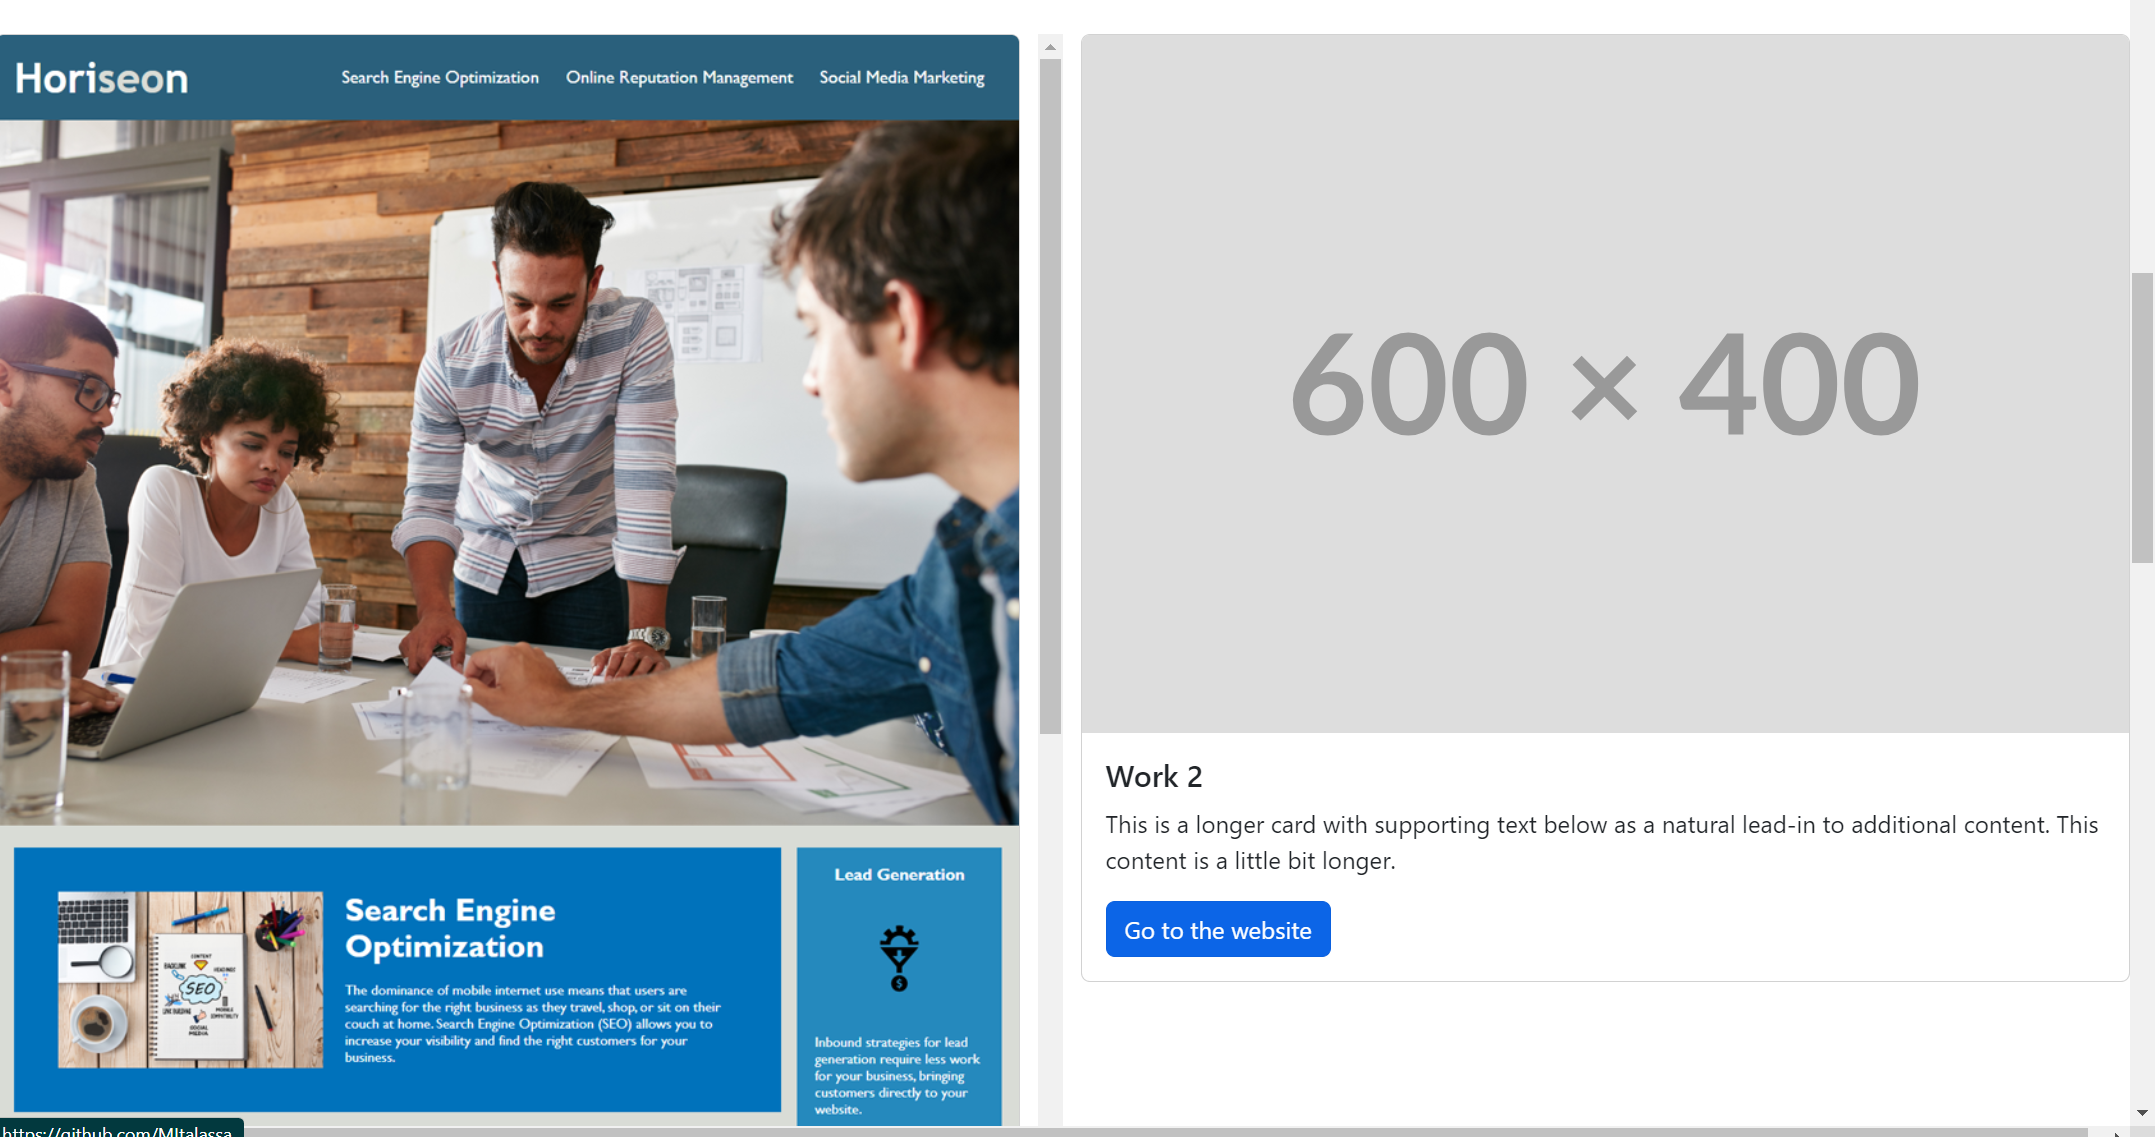 Horiseon
Search Engine Optimization Online Reputation Management Social Media Marketing
600 × 400
Work 2
This is a longer card with supporting text below as a natural lead-in to additional content. This
content is a little bit longer.
Go to the website
Search Engine
Optimization
The dominance of mobile internet use means that users are
searching for the right business as they travel, shop, or sit on their
couch at home. Search Engine Optimization (SEO) allows you to
increase your visibility and find the right customers for your
business.
CONTENT
SEO
SOCIAL
MEDIA
Lead Generation
Inbound strategies for lead
generation require less work
for your business, bringing
customers directly to your
website.
https://github.com/MItalassa